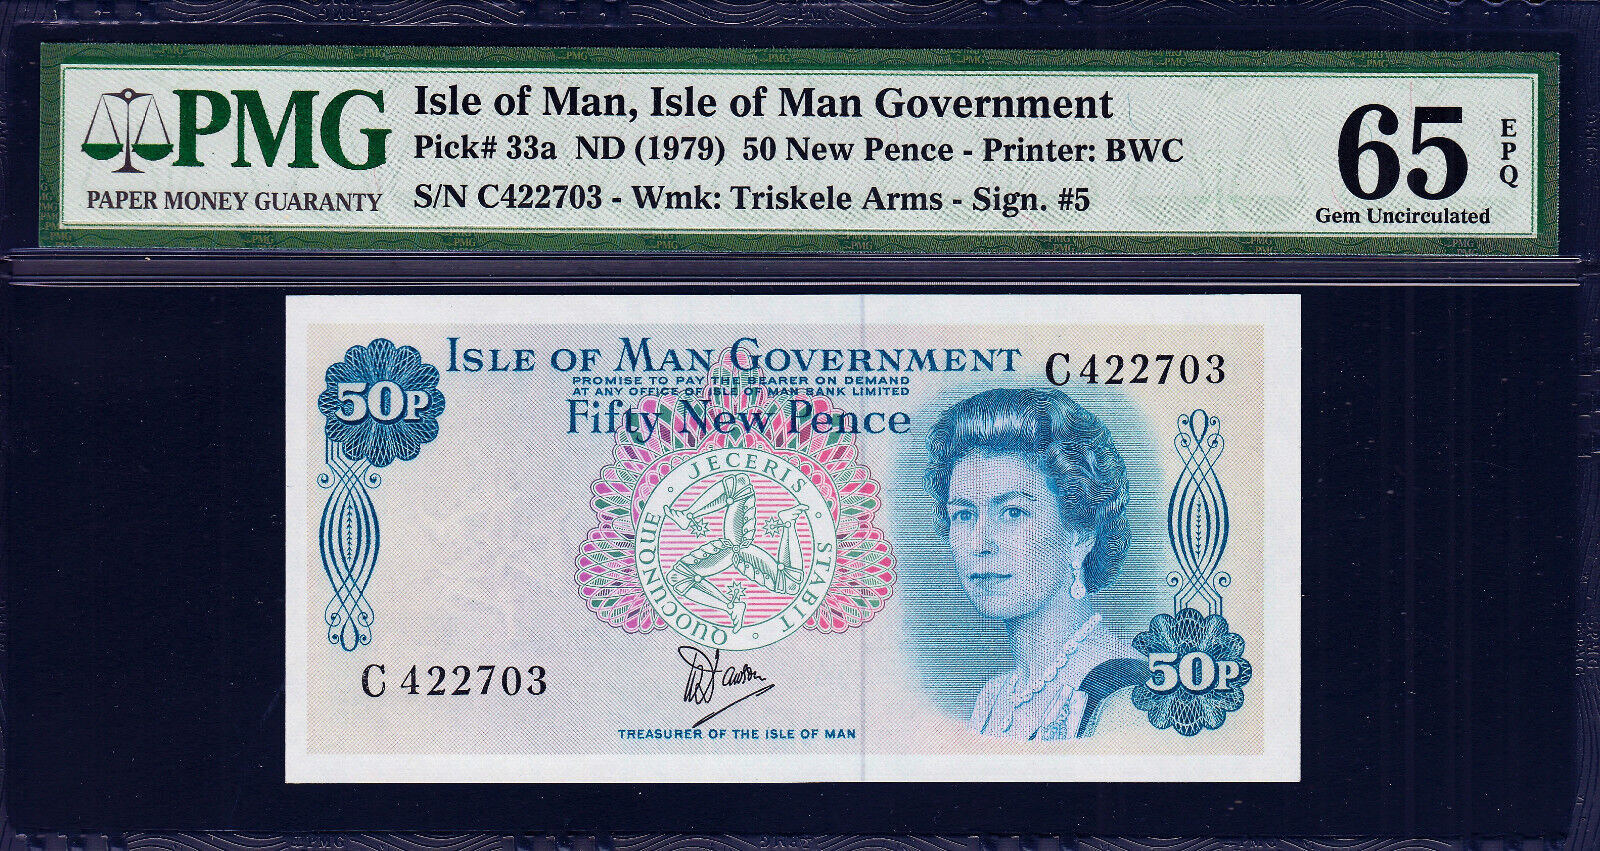 PMG
PAPER MONEY GUARANTY
Isle of Man, Isle of Man Government
Pick# 33a ND (1979) 50 New Pence - Printer: BWC
S/N C422703 - Wmk: Triskele Arms - Sign. #5
65
EPQ
Gem Uncirculated
50P
ISLE OF MAN GOVERNMENT
C 422703
PROMISE TO PAY THE BEARER ON DEMAND
AT ANY OFFICE OF ISLE OF MAN BANK LIMITED
Fifty New Pence
QUOCUNQUE · JECERIS · STABIT ·
C 422703
50P
TREASURER OF THE ISLE OF MAN